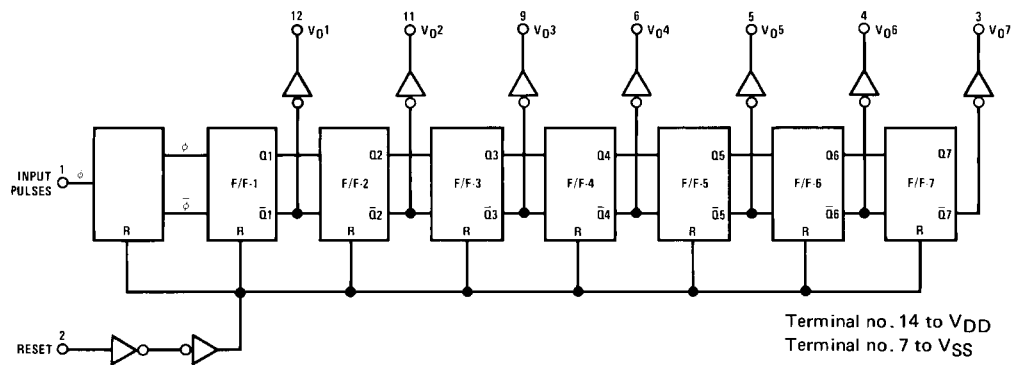 12 11 9 6 5 4 3
VO1 VO2 VO3 VO4 VO5 VO6 VO7
INPUT PULSES
1
ϕ
ϕ
ϕ̅
R
Q1
F/F-1
Q̅1
R
Q2
F/F-2
Q̅2
R
Q3
F/F-3
Q̅3
R
Q4
F/F-4
Q̅4
R
Q5
F/F-5
Q̅5
R
Q6
F/F-6
Q̅6
R
Q7
F/F-7
Q̅7
R
RESET
2
Terminal no. 14 to VDD
Terminal no. 7 to VSS